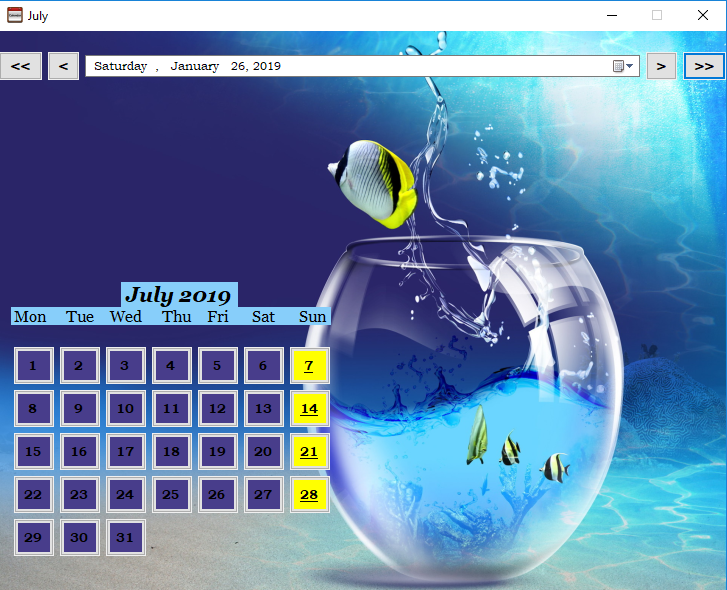 July
<< < Saturday , January 26, 2019 > >>
July 2019
Mon Tue Wed Thu Fri Sat Sun
1 2 3 4 5 6 7
8 9 10 11 12 13 14
15 16 17 18 19 20 21
22 23 24 25 26 27 28
29 30 31